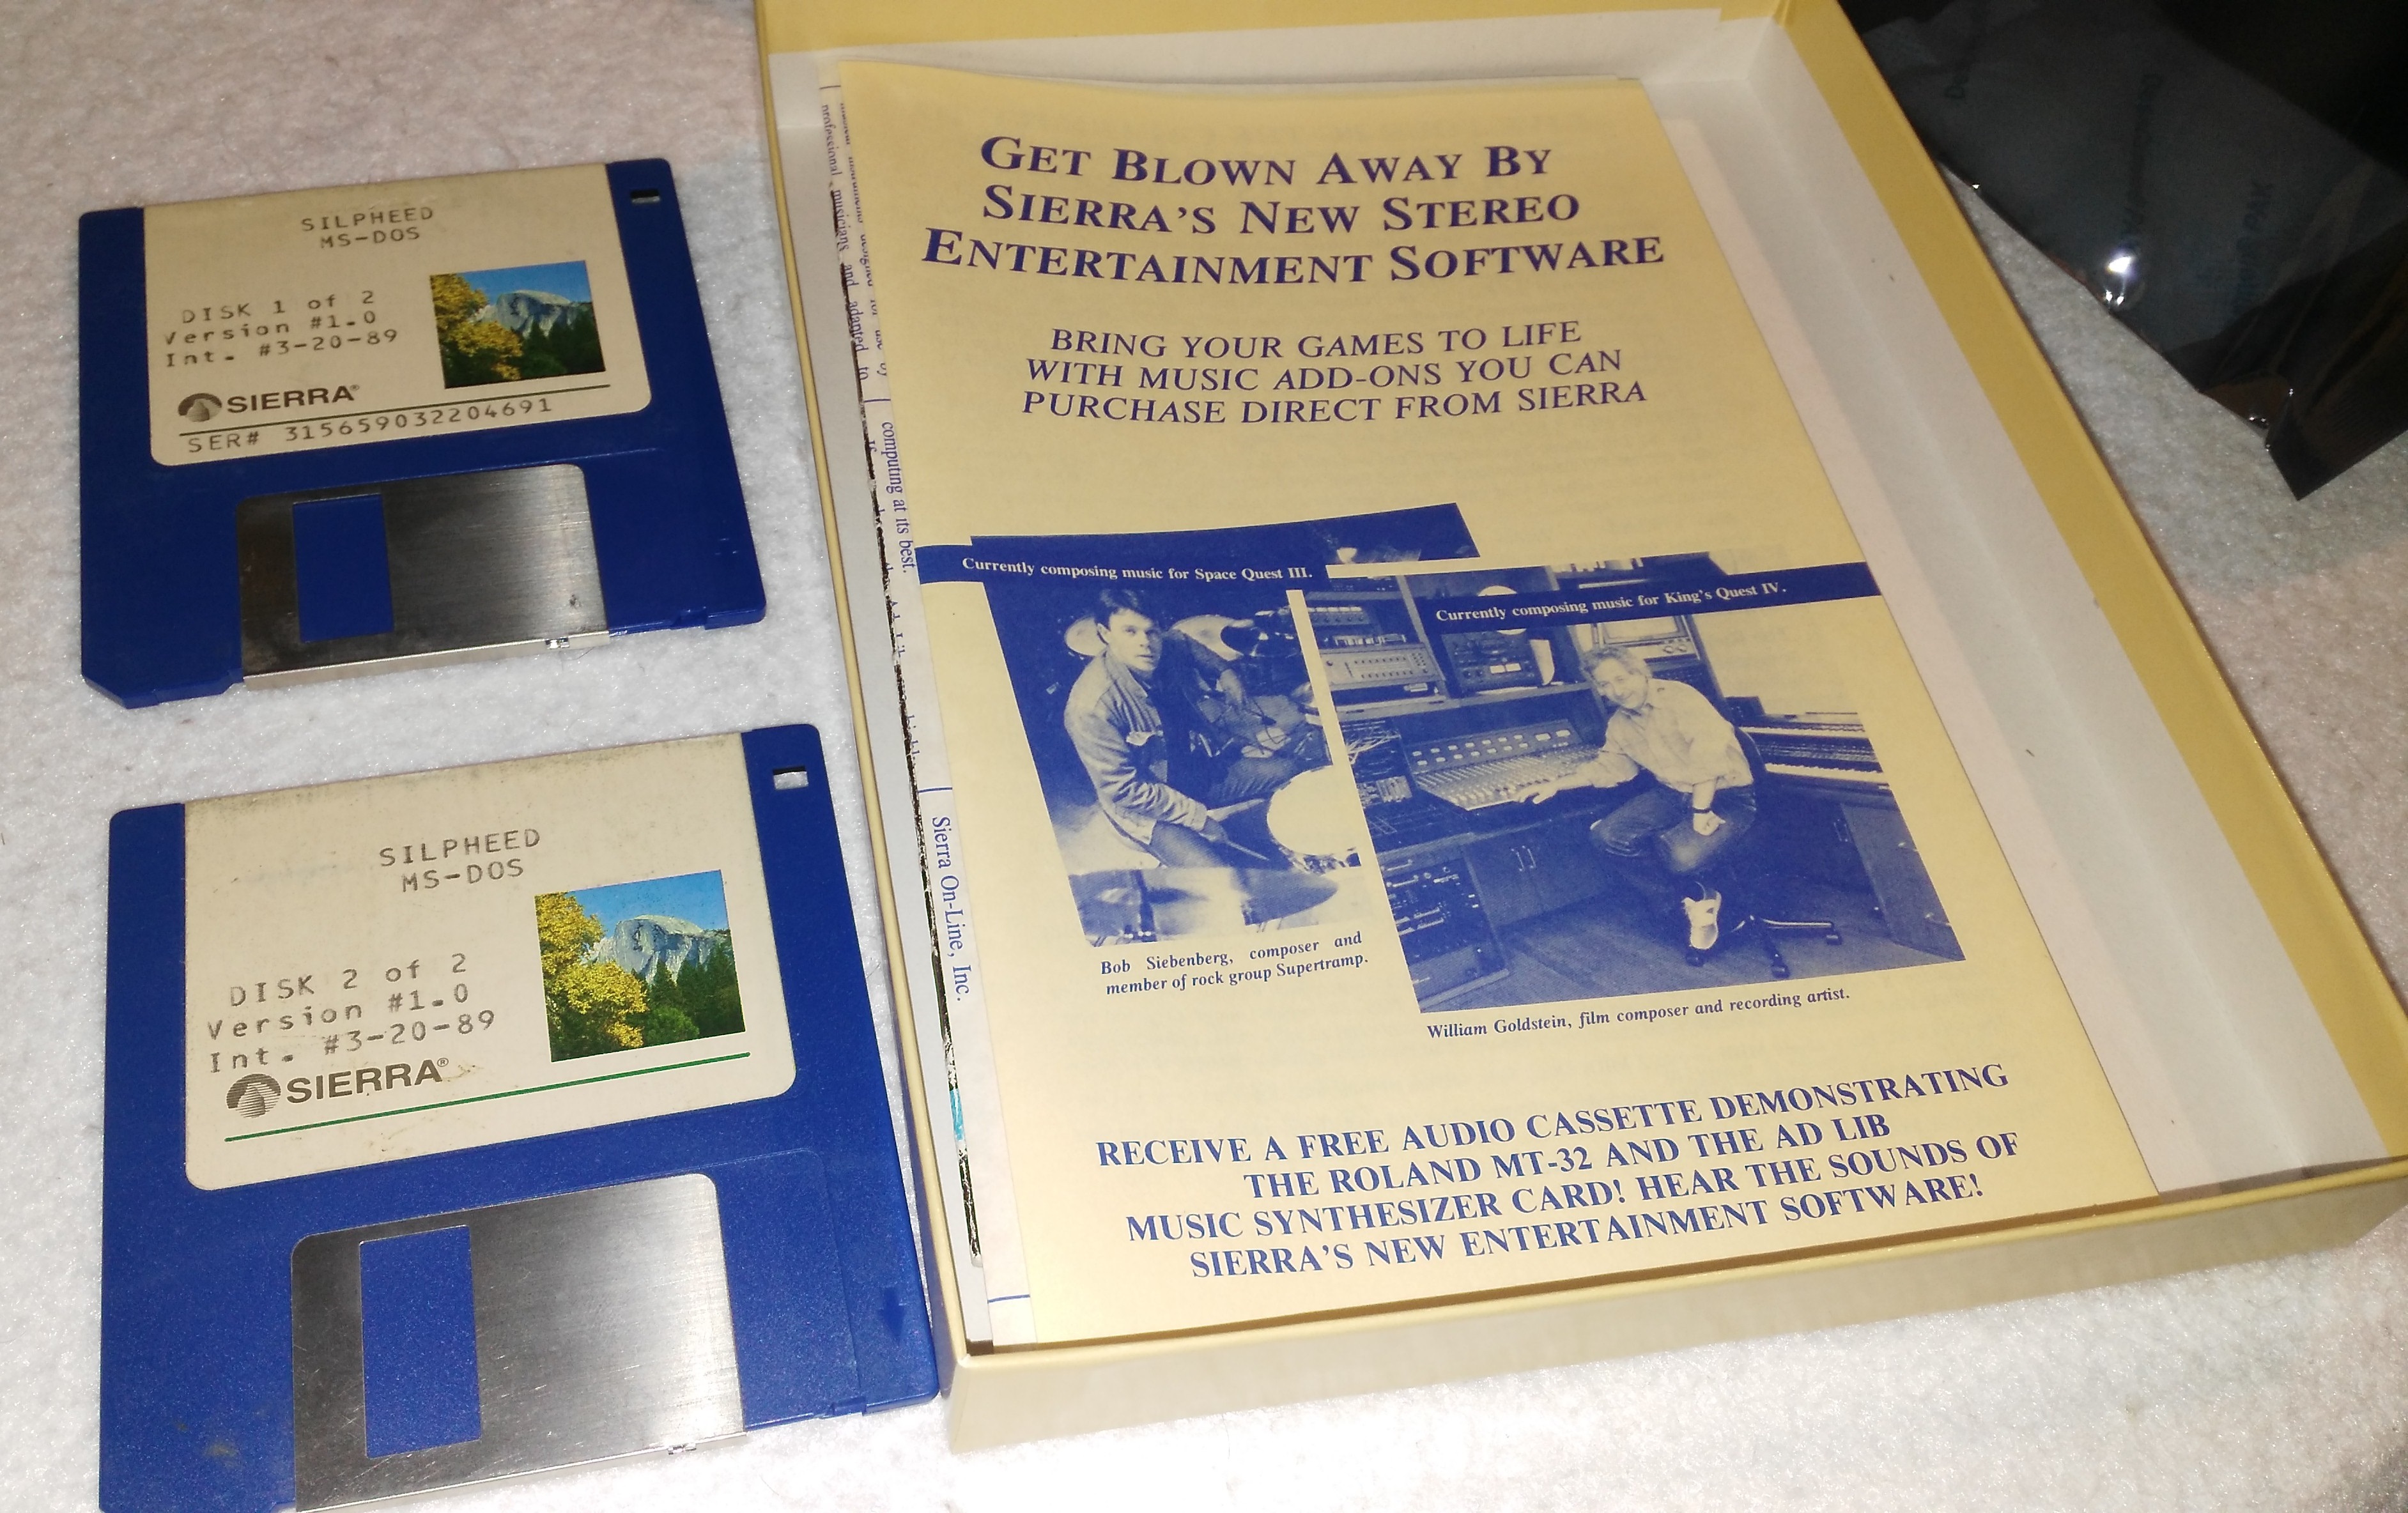 SILPHEED
MS-DOS
DISK 1 of 2
Version #1.0
Int. #3-20-89
SIERRA®
SER# 315659032204691
SILPHEED
MS-DOS
DISK 2 of 2
Version #1.0
Int. #3-20-89
SIERRA®
professional musicians and adapted to
computing at its best.
Sierra On-Line, Inc.
GET BLOWN AWAY BY
SIERRA'S NEW STEREO
ENTERTAINMENT SOFTWARE
BRING YOUR GAMES TO LIFE
WITH MUSIC ADD-ONS YOU CAN
PURCHASE DIRECT FROM SIERRA
Currently composing music for Space Quest III.
Currently composing music for King's Quest IV.
Bob Siebenberg, composer and
member of rock group Supertramp.
William Goldstein, film composer and recording artist.
RECEIVE A FREE AUDIO CASSETTE DEMONSTRATING
THE ROLAND MT-32 AND THE AD LIB
MUSIC SYNTHESIZER CARD! HEAR THE SOUNDS OF
SIERRA'S NEW ENTERTAINMENT SOFTWARE!